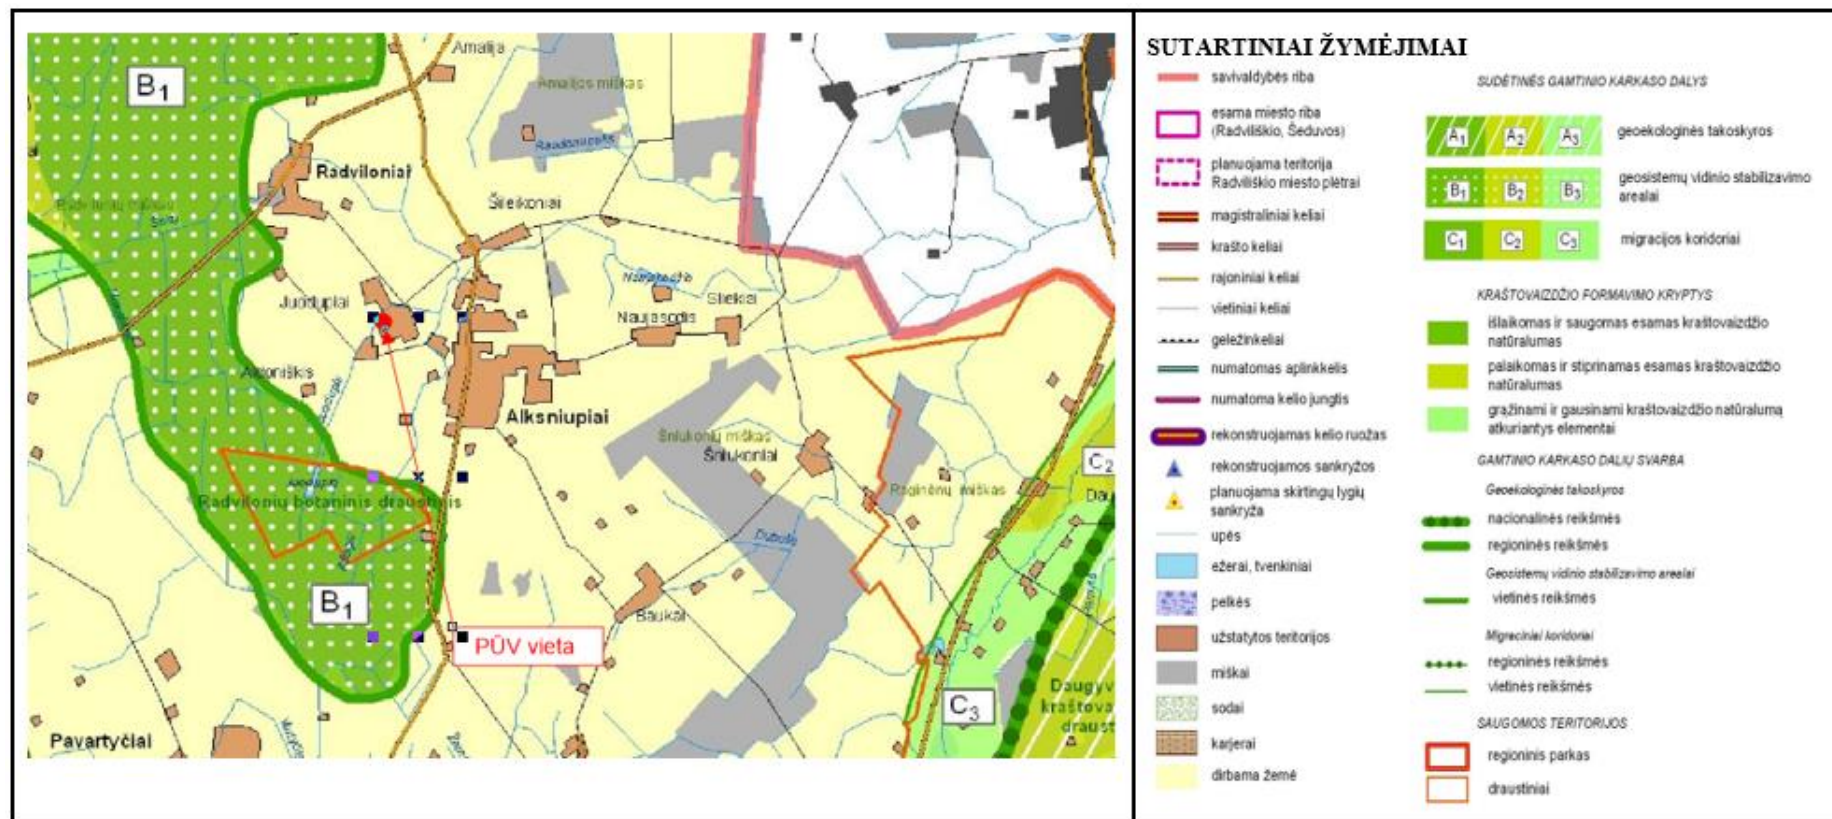 B1
Amalija
Amalijos miškas
Radviloniai
Šileikoniai
Juodupiai
Naujasodis
Alksniupiai
Šniukonių miškas
Šniukoniai
Raginėnų miškas
C2
Radvilonių botaninis draustinis
B1
Baukai
PŪV vieta
C3
Pavartyčiai
Daugyv
kraštova
draust
SUTARTINIAI ŽYMĖJIMAI
savivaldybės riba
esama miesto riba
(Radviliškio, Šeduvos)
planuojama teritorija
Radviliškio miesto plėtrai
magistraliniai keliai
krašto keliai
rajoniniai keliai
vietiniai keliai
geležinkeliai
numatomas aplinkkelis
numatoma kelio jungtis
rekonstruojamas kelio ruožas
rekonstruojamos sankryžos
planuojama skirtingų lygių
sankryža
upės
ežerai, tvenkiniai
pelkės
užstatytos teritorijos
miškai
sodai
karjerai
dirbama žemė
SUDĖTINĖS GAMTINIO KARKASO DALYS
A1 A2 A3 geoekologinės takoskyros
B1 B2 B3 geosistemų vidinio stabilizavimo
arealai
C1 C2 C3 migracijos koridoriai
KRAŠTOVAIZDŽIO FORMAVIMO KRYPTYS
išlaikomas ir saugomas esamas kraštovaizdžio
natūralumas
palaikomas ir stiprinamas esamas kraštovaizdžio
natūralumas
grąžinami ir gausinami kraštovaizdžio natūralumą
atkuriantys elementai
GAMTINIO KARKASO DALIŲ SVARBA
Geoekologinės takoskyros
nacionalinės reikšmės
regioninės reikšmės
Geosistemų vidinio stabilizavimo arealai
vietinės reikšmės
Migraciniai koridoriai
regioninės reikšmės
vietinės reikšmės
SAUGOMOS TERITORIJOS
regioninis parkas
draustiniai